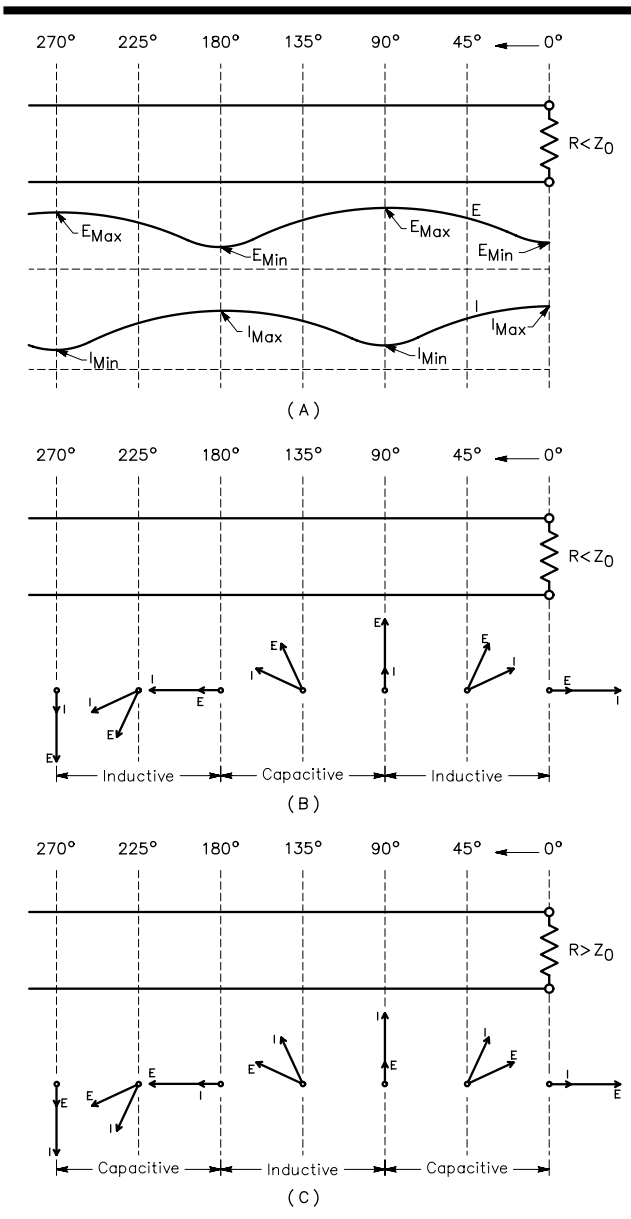 270° 225° 180° 135° 90° 45° 0°
R<Z0
E
EMax EMin EMax EMin
I
IMax IMax
IMin IMin
(A)
270° 225° 180° 135° 90° 45° 0°
R<Z0
E E E
I I I I I E
E E E I
Inductive Capacitive Inductive
(B)
270° 225° 180° 135° 90° 45° 0°
R>Z0
I I I
E E E E E E I
I I I E
Capacitive Inductive Capacitive
(C)